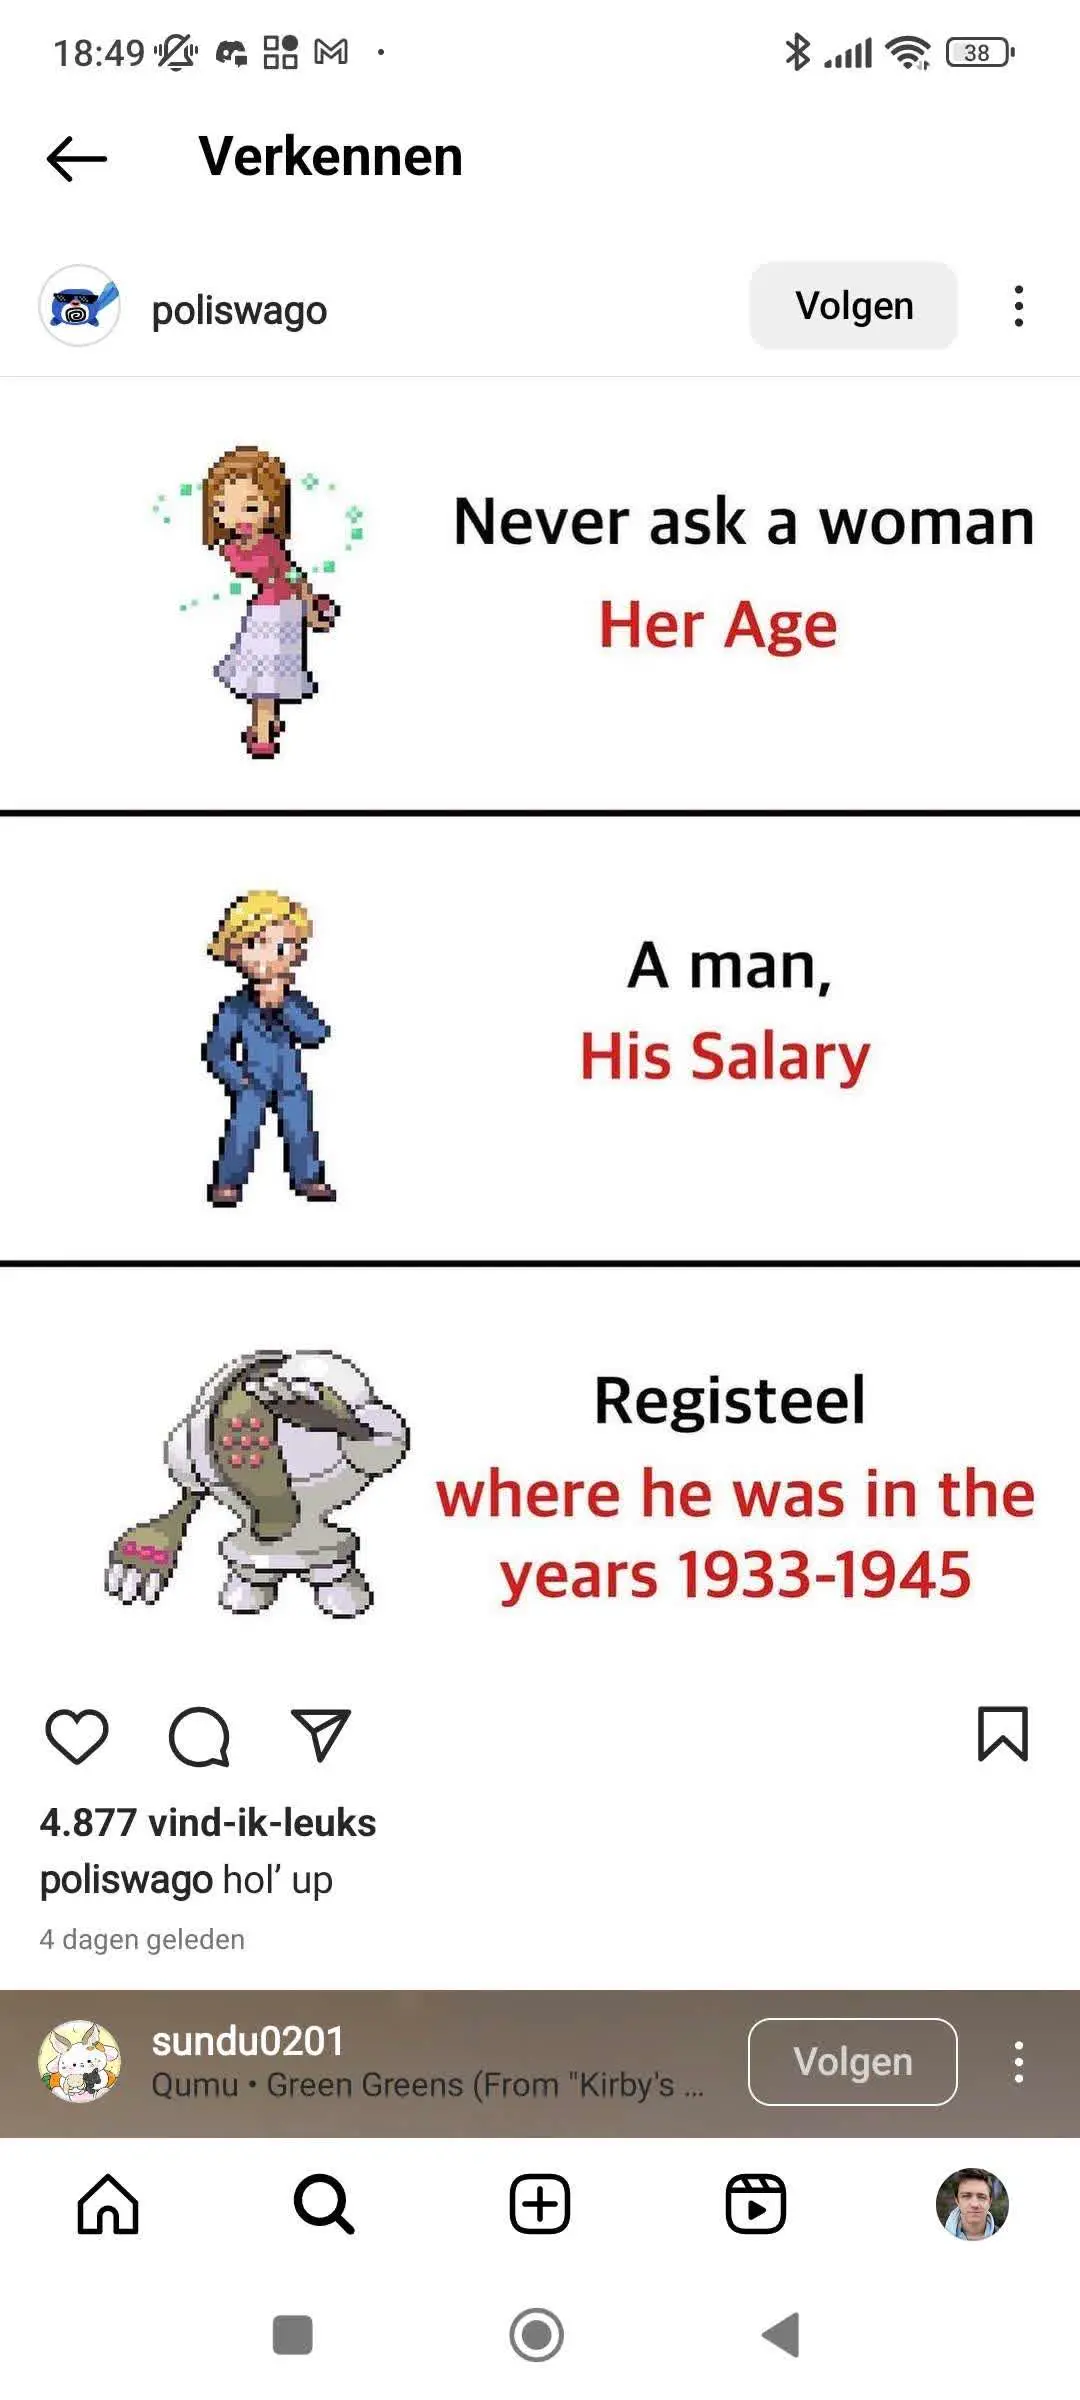 18:49
38
Verkennen
poliswago
Volgen
Never ask a woman
Her Age
A man,
His Salary
Registeel
where he was in the
years 1933-1945
4.877 vind-ik-leuks
poliswago hol’ up
4 dagen geleden
sundu0201
Qumu • Green Greens (From "Kirby's ...
Volgen